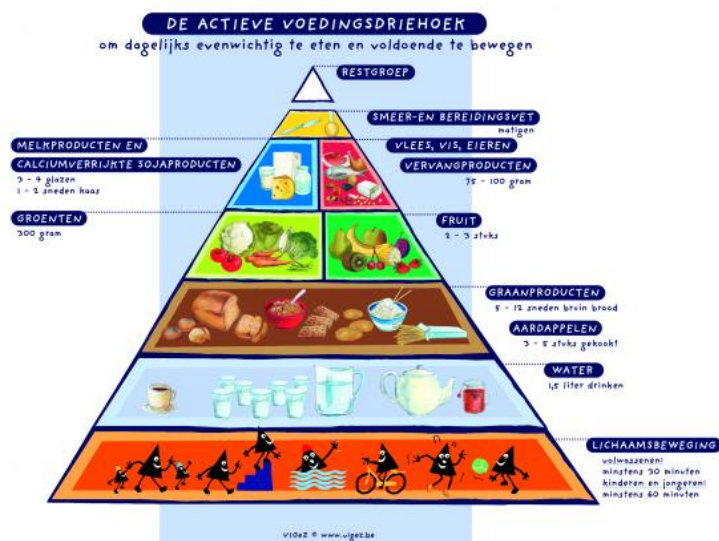 DE ACTIEVE VOEDINGSDRIEHOEK
om dagelijks evenwichtig te eten en voldoende te bewegen
RESTGROEP
SMEER-EN BEREIDINGSVET
matigen
MELKPRODUCTEN EN
CALCIUMVERRIJKTE SOJAPRODUCTEN
3 - 4 glazen
1 - 2 sneden kaas
VLEES, VIS, EIEREN
VERVANGPRODUCTEN
75 - 100 gram
GROENTEN
300 gram
FRUIT
2 - 3 stuks
GRAANPRODUCTEN
5 - 12 sneden bruin brood
AARDAPPELEN
3 - 5 stuks gekookt
WATER
1,5 liter drinken
LICHAAMSBEWEGING
volwassenen:
minstens 30 minuten
kinderen en jongeren:
minstens 60 minuten
VIGeZ © www.vigez.be